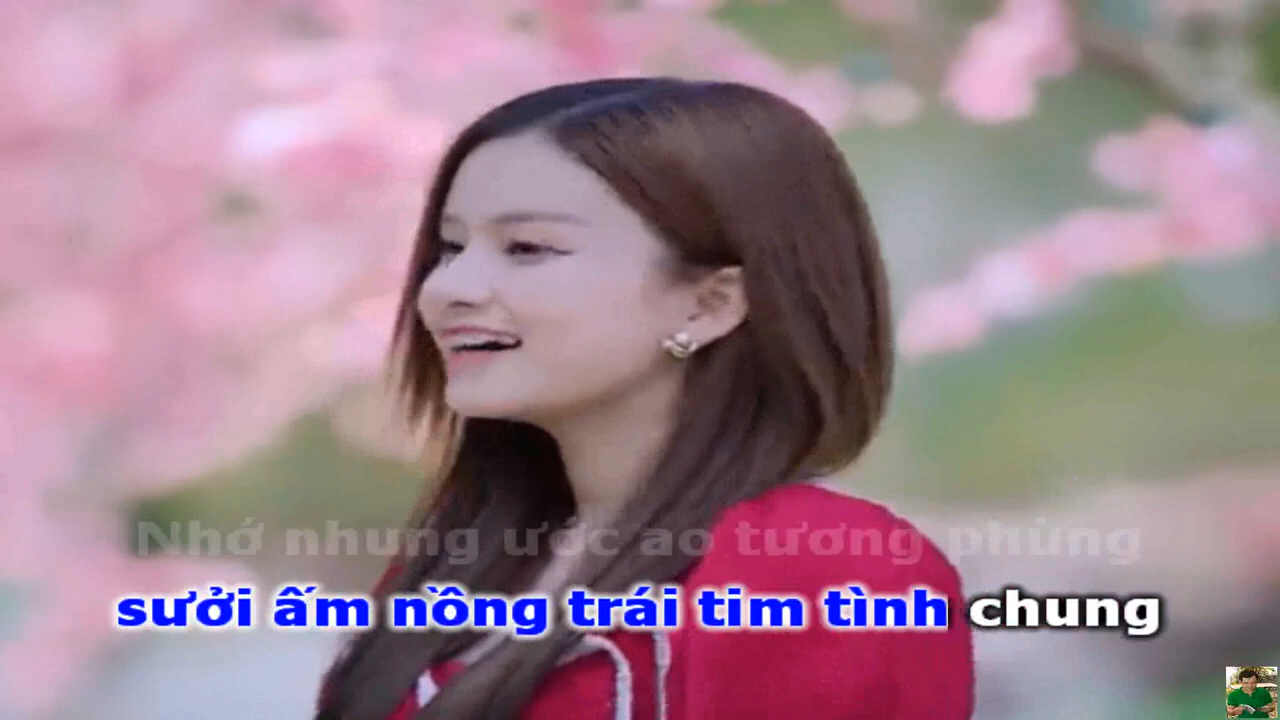 Nhớ nhung ước ao tương phùng
sưởi ấm nồng trái tim tình chung